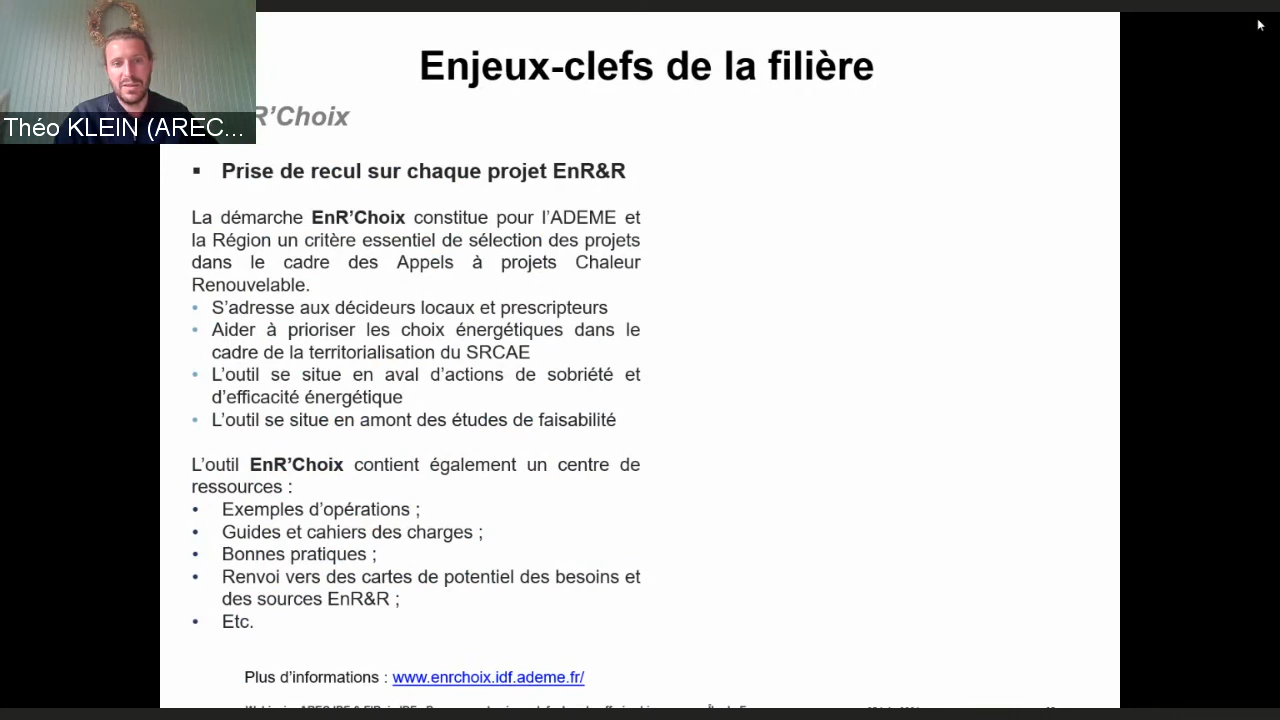 Enjeux-clefs de la filière
R’Choix
Théo KLEIN (AREC...
▪ Prise de recul sur chaque projet EnR&R
La démarche EnR’Choix constitue pour l’ADEME et
la Région un critère essentiel de sélection des projets
dans le cadre des Appels à projets Chaleur
Renouvelable.
• S’adresse aux décideurs locaux et prescripteurs
• Aider à prioriser les choix énergétiques dans le
cadre de la territorialisation du SRCAE
• L’outil se situe en aval d’actions de sobriété et
d’efficacité énergétique
• L’outil se situe en amont des études de faisabilité
L’outil EnR’Choix contient également un centre de
ressources :
• Exemples d’opérations ;
• Guides et cahiers des charges ;
• Bonnes pratiques ;
• Renvoi vers des cartes de potentiel des besoins et
des sources EnR&R ;
• Etc.
Plus d’informations : www.enrchoix.idf.ademe.fr/